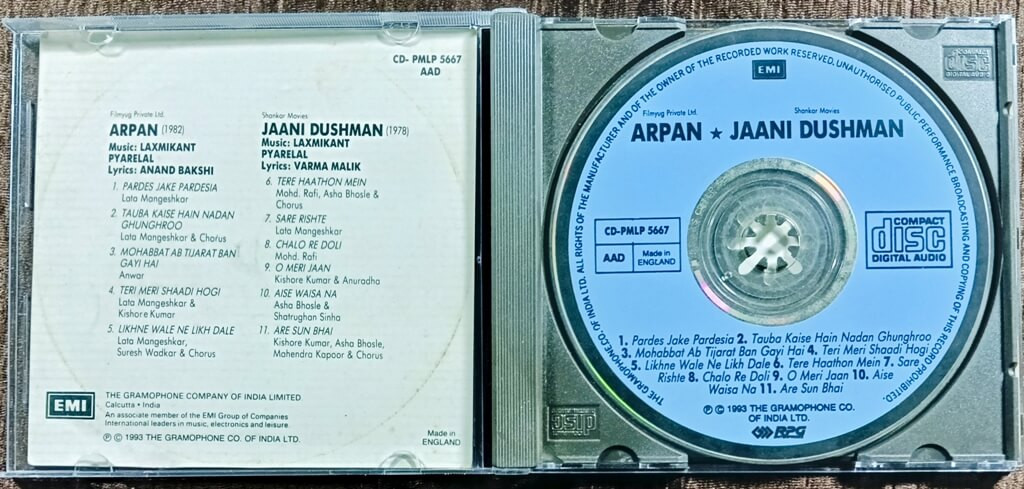 CD- PMLP 5667
AAD
Filmyug Private Ltd.
ARPAN (1982)
Music: LAXMIKANT
PYARELAL
Lyrics: ANAND BAKSHI
1. PARDES JAKE PARDESIA
Lata Mangeshkar
2. TAUBA KAISE HAIN NADAN
GHUNGHROO
Lata Mangeshkar & Chorus
3. MOHABBAT AB TIJARAT BAN
GAYI HAI
Anwar
4. TERI MERI SHAADI HOGI
Lata Mangeshkar &
Kishore Kumar
5. LIKHNE WALE NE LIKH DALE
Lata Mangeshkar,
Suresh Wadkar & Chorus
Shankar Movies
JAANI DUSHMAN (1978)
Music: LAXMIKANT
PYARELAL
Lyrics: VARMA MALIK
6. TERE HAATHON MEIN
Mohd. Rafi, Asha Bhosle &
Chorus
7. SARE RISHTE
Lata Mangeshkar
8. CHALO RE DOLI
Mohd. Rafi
9. O MERI JAAN
Kishore Kumar & Anuradha
10. AISE WAISA NA
Asha Bhosle &
Shatrughan Sinha
11. ARE SUN BHAI
Kishore Kumar, Asha Bhosle,
Mahendra Kapoor & Chorus
EMI
THE GRAMOPHONE COMPANY OF INDIA LIMITED
Calcutta • India
An associate member of the EMI Group of Companies
International leaders in music, electronics and leisure.
℗ © 1993 THE GRAMOPHONE CO. OF INDIA LTD.
Made in
ENGLAND
THE GRAMOPHONE CO. OF INDIA LTD. ALL RIGHTS OF THE MANUFACTURER AND OF THE OWNER OF THE RECORDED WORK RESERVED. UNAUTHORISED PUBLIC PERFORMANCE BROADCASTING AND COPYING OF THIS RECORD PROHIBITED.
EMI
Filmyug Private Ltd.
Shankar Movies
ARPAN ★ JAANI DUSHMAN
CD-PMLP 5667
AAD
Made in
ENGLAND
COMPACT
disc
DIGITAL AUDIO
1. Pardes Jake Pardesia 2. Tauba Kaise Hain Nadan Ghunghroo
3. Mohabbat Ab Tijarat Ban Gayi Hai 4. Teri Meri Shaadi Hogi
5. Likhne Wale Ne Likh Dale 6. Tere Haathon Mein 7. Sare
Rishte 8. Chalo Re Doli 9. O Meri Jaan 10. Aise
Waisa Na 11. Are Sun Bhai
℗ © 1993 THE GRAMOPHONE CO.
OF INDIA LTD.
RPG
disc
disc